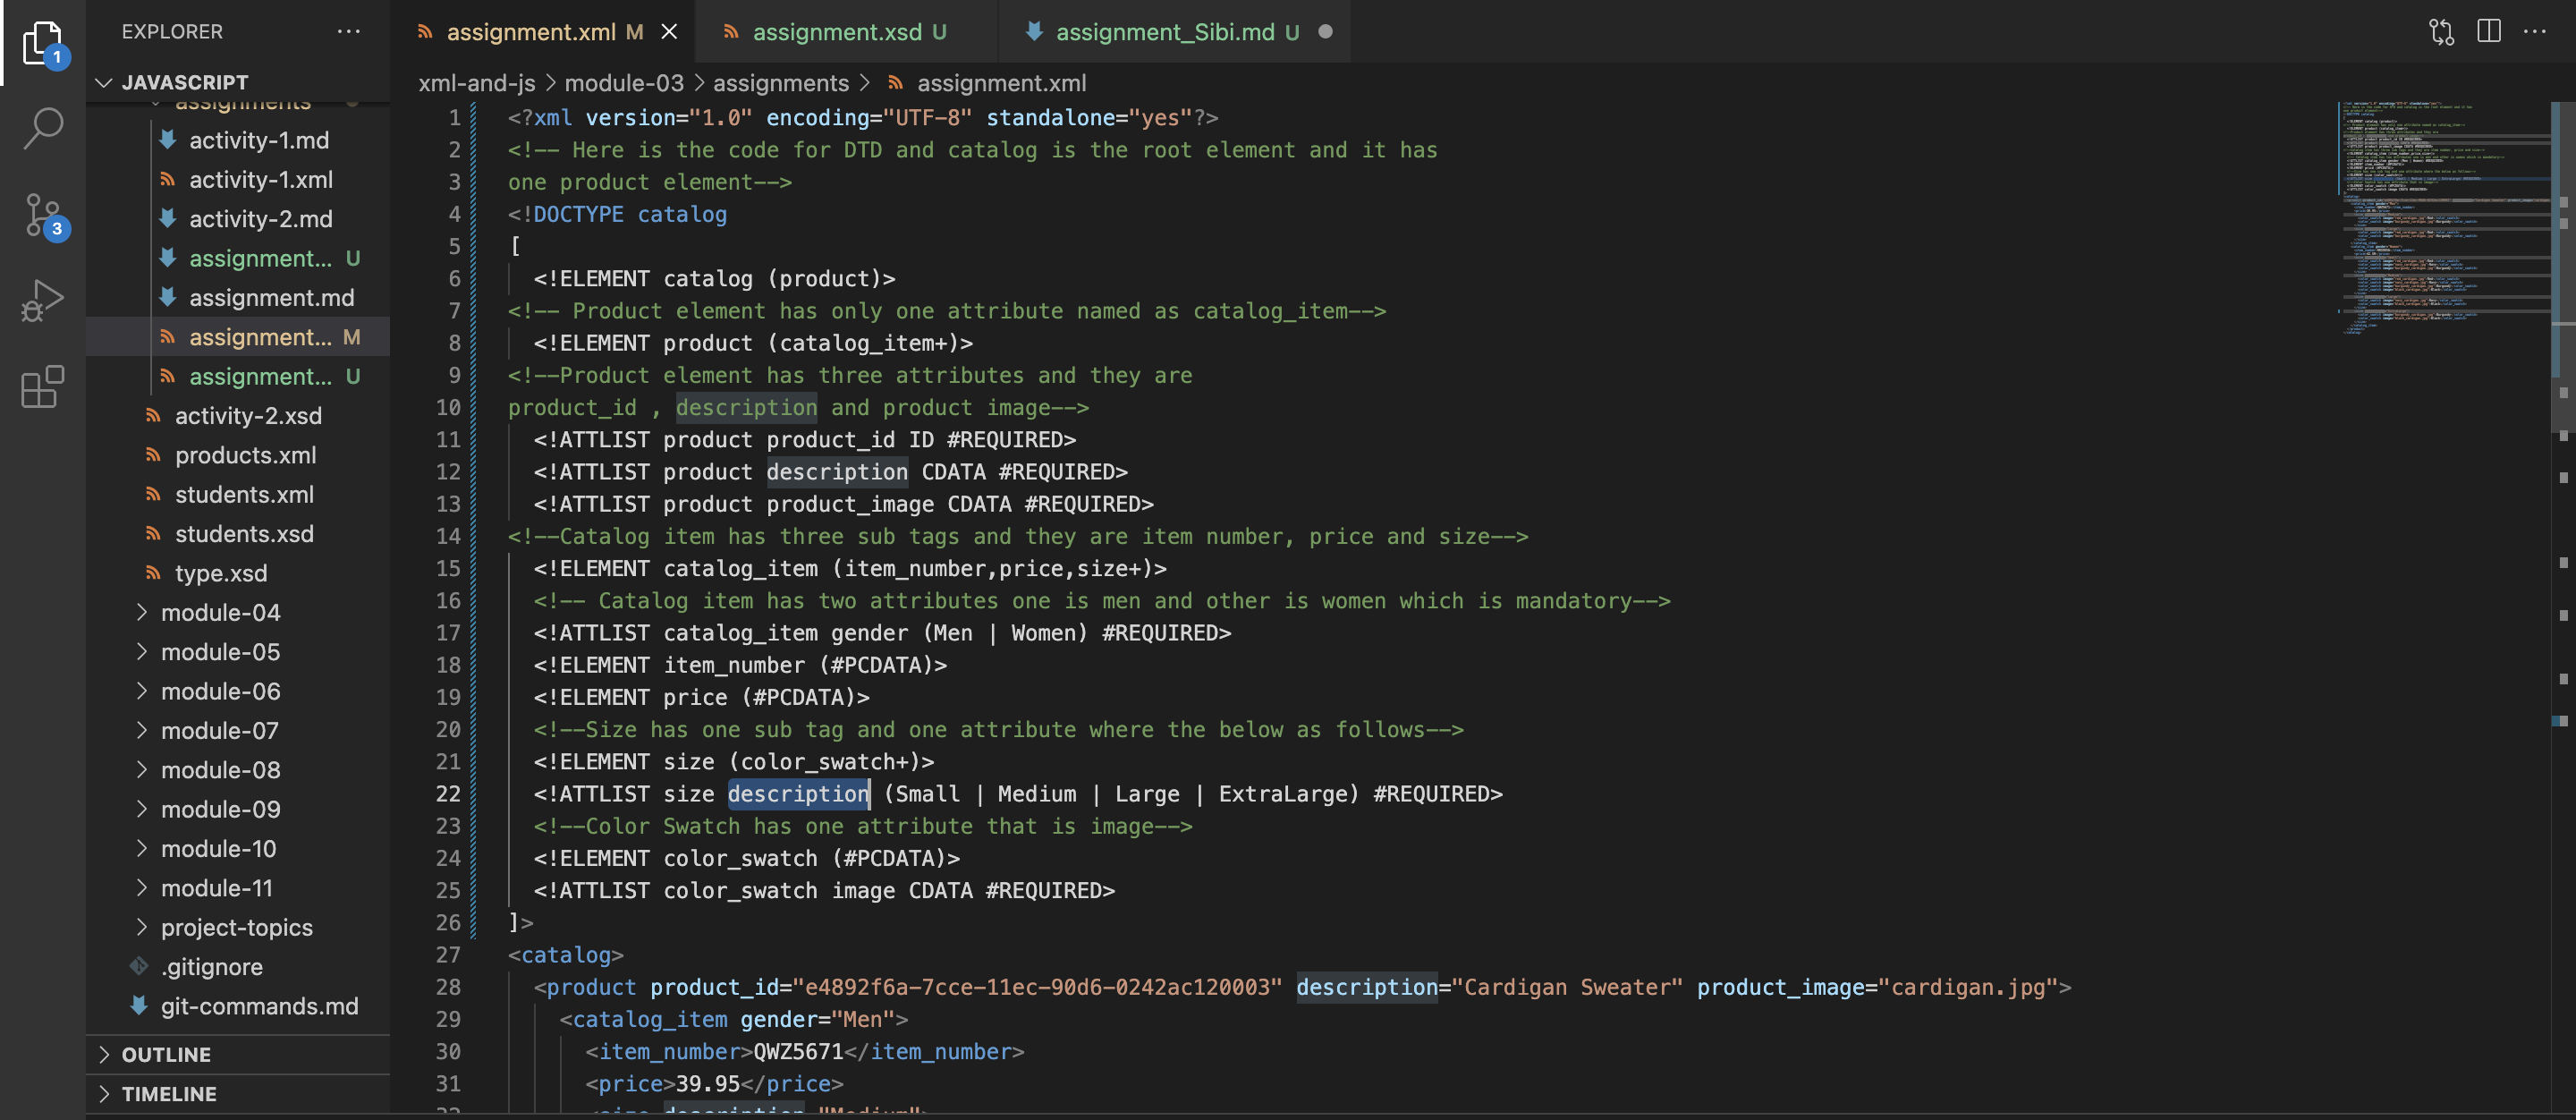 EXPLORER
JAVASCRIPT
assignments
activity-1.md
activity-1.xml
activity-2.md
assignment... U
assignment.md
assignment... M
assignment... U
activity-2.xsd
products.xml
students.xml
students.xsd
type.xsd
module-04
module-05
module-06
module-07
module-08
module-09
module-10
module-11
project-topics
.gitignore
git-commands.md
OUTLINE
TIMELINE
1
3
assignment.xml M
assignment.xsd U
assignment_Sibi.md U
xml-and-js > module-03 > assignments > assignment.xml
1 <?xml version="1.0" encoding="UTF-8" standalone="yes"?>
2 <!-- Here is the code for DTD and catalog is the root element and it has
3 one product element-->
4 <!DOCTYPE catalog
5 [
6 <!ELEMENT catalog (product)>
7 <!-- Product element has only one attribute named as catalog_item-->
8 <!ELEMENT product (catalog_item+)>
9 <!--Product element has three attributes and they are
10 product_id , description and product image-->
11 <!ATTLIST product product_id ID #REQUIRED>
12 <!ATTLIST product description CDATA #REQUIRED>
13 <!ATTLIST product product_image CDATA #REQUIRED>
14 <!--Catalog item has three sub tags and they are item number, price and size-->
15 <!ELEMENT catalog_item (item_number,price,size+)>
16 <!-- Catalog item has two attributes one is men and other is women which is mandatory-->
17 <!ATTLIST catalog_item gender (Men | Women) #REQUIRED>
18 <!ELEMENT item_number (#PCDATA)>
19 <!ELEMENT price (#PCDATA)>
20 <!--Size has one sub tag and one attribute where the below as follows-->
21 <!ELEMENT size (color_swatch+)>
22 <!ATTLIST size description (Small | Medium | Large | ExtraLarge) #REQUIRED>
23 <!--Color Swatch has one attribute that is image-->
24 <!ELEMENT color_swatch (#PCDATA)>
25 <!ATTLIST color_swatch image CDATA #REQUIRED>
26 ]>
27 <catalog>
28 <product product_id="e4892f6a-7cce-11ec-90d6-0242ac120003" description="Cardigan Sweater" product_image="cardigan.jpg">
29 <catalog_item gender="Men">
30 <item_number>QWZ5671</item_number>
31 <price>39.95</price>
32 <size description="Medium">